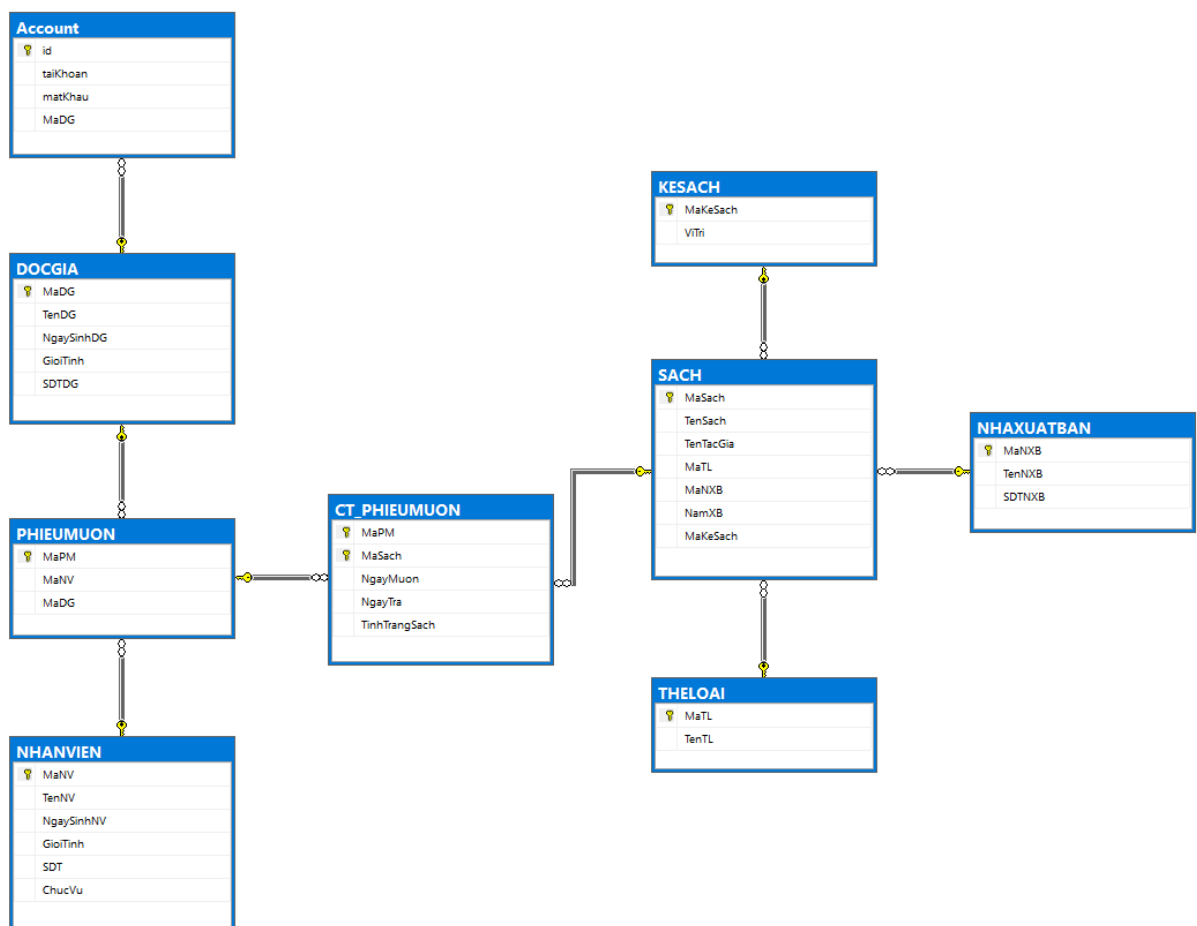 Account
id
taiKhoan
matKhau
MaDG
DOCGIA
MaDG
TenDG
NgaySinhDG
GioiTinh
SDTDG
PHIEUMUON
MaPM
MaNV
MaDG
NHANVIEN
MaNV
TenNV
NgaySinhNV
GioiTinh
SDT
ChucVu
CT_PHIEUMUON
MaPM
MaSach
NgayMuon
NgayTra
TinhTrangSach
KESACH
MaKeSach
ViTri
SACH
MaSach
TenSach
TenTacGia
MaTL
MaNXB
NamXB
MaKeSach
THELOAI
MaTL
TenTL
NHAXUATBAN
MaNXB
TenNXB
SDTNXB